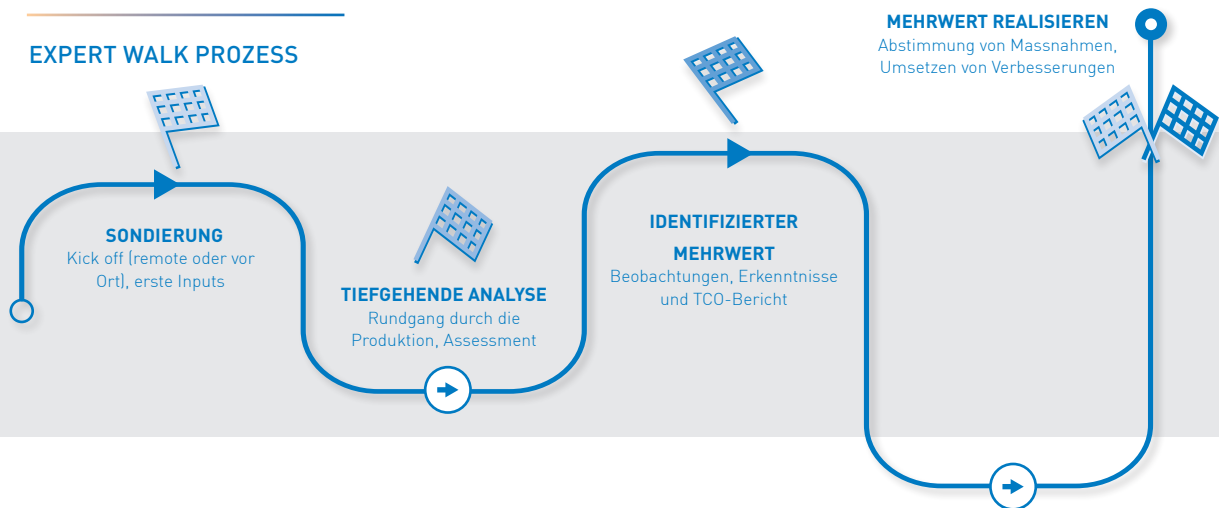 EXPERT WALK PROZESS
SONDIERUNG
Kick off (remote oder vor
Ort), erste Inputs
TIEFGEHENDE ANALYSE
Rundgang durch die
Produktion, Assessment
IDENTIFIZIERTER
MEHRWERT
Beobachtungen, Erkenntnisse
und TCO-Bericht
MEHRWERT REALISIEREN
Abstimmung von Massnahmen,
Umsetzen von Verbesserungen